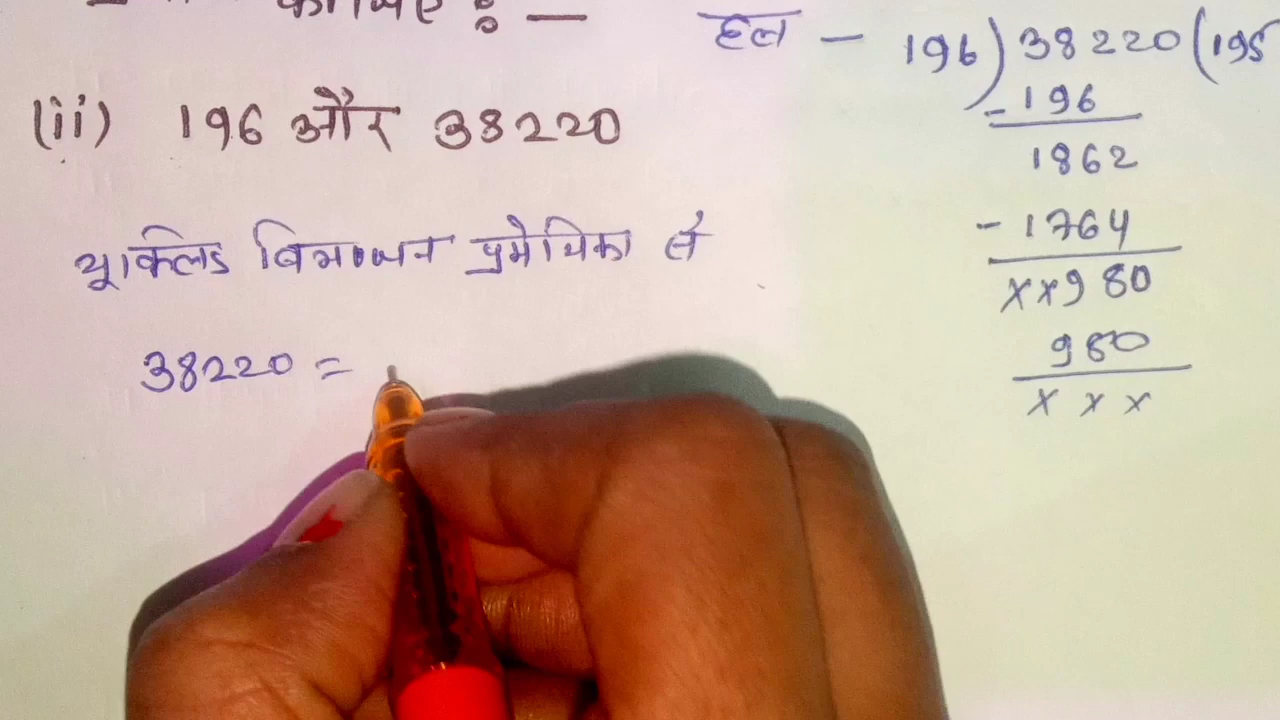 (ii) 196 और 38220
यूक्लिड विभाजन प्रमेयिका से
38220 =
हल - 196) 38220 (195
- 196
1862
- 1764
xx980
980
x x x